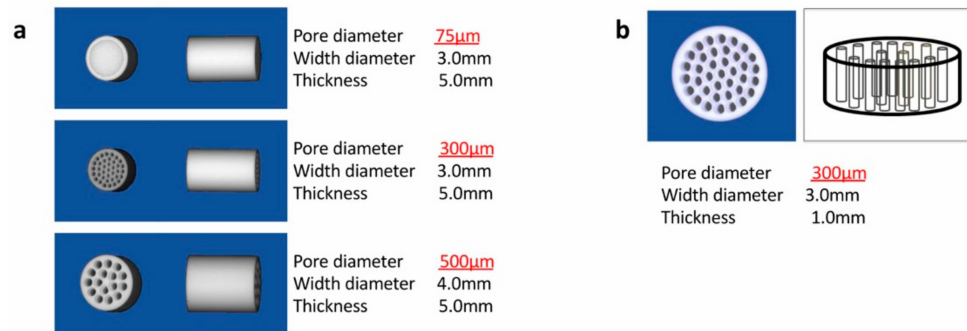 a
Pore diameter 75µm
Width diameter 3.0mm
Thickness 5.0mm
Pore diameter 300µm
Width diameter 3.0mm
Thickness 5.0mm
Pore diameter 500µm
Width diameter 4.0mm
Thickness 5.0mm
b
Pore diameter 300µm
Width diameter 3.0mm
Thickness 1.0mm